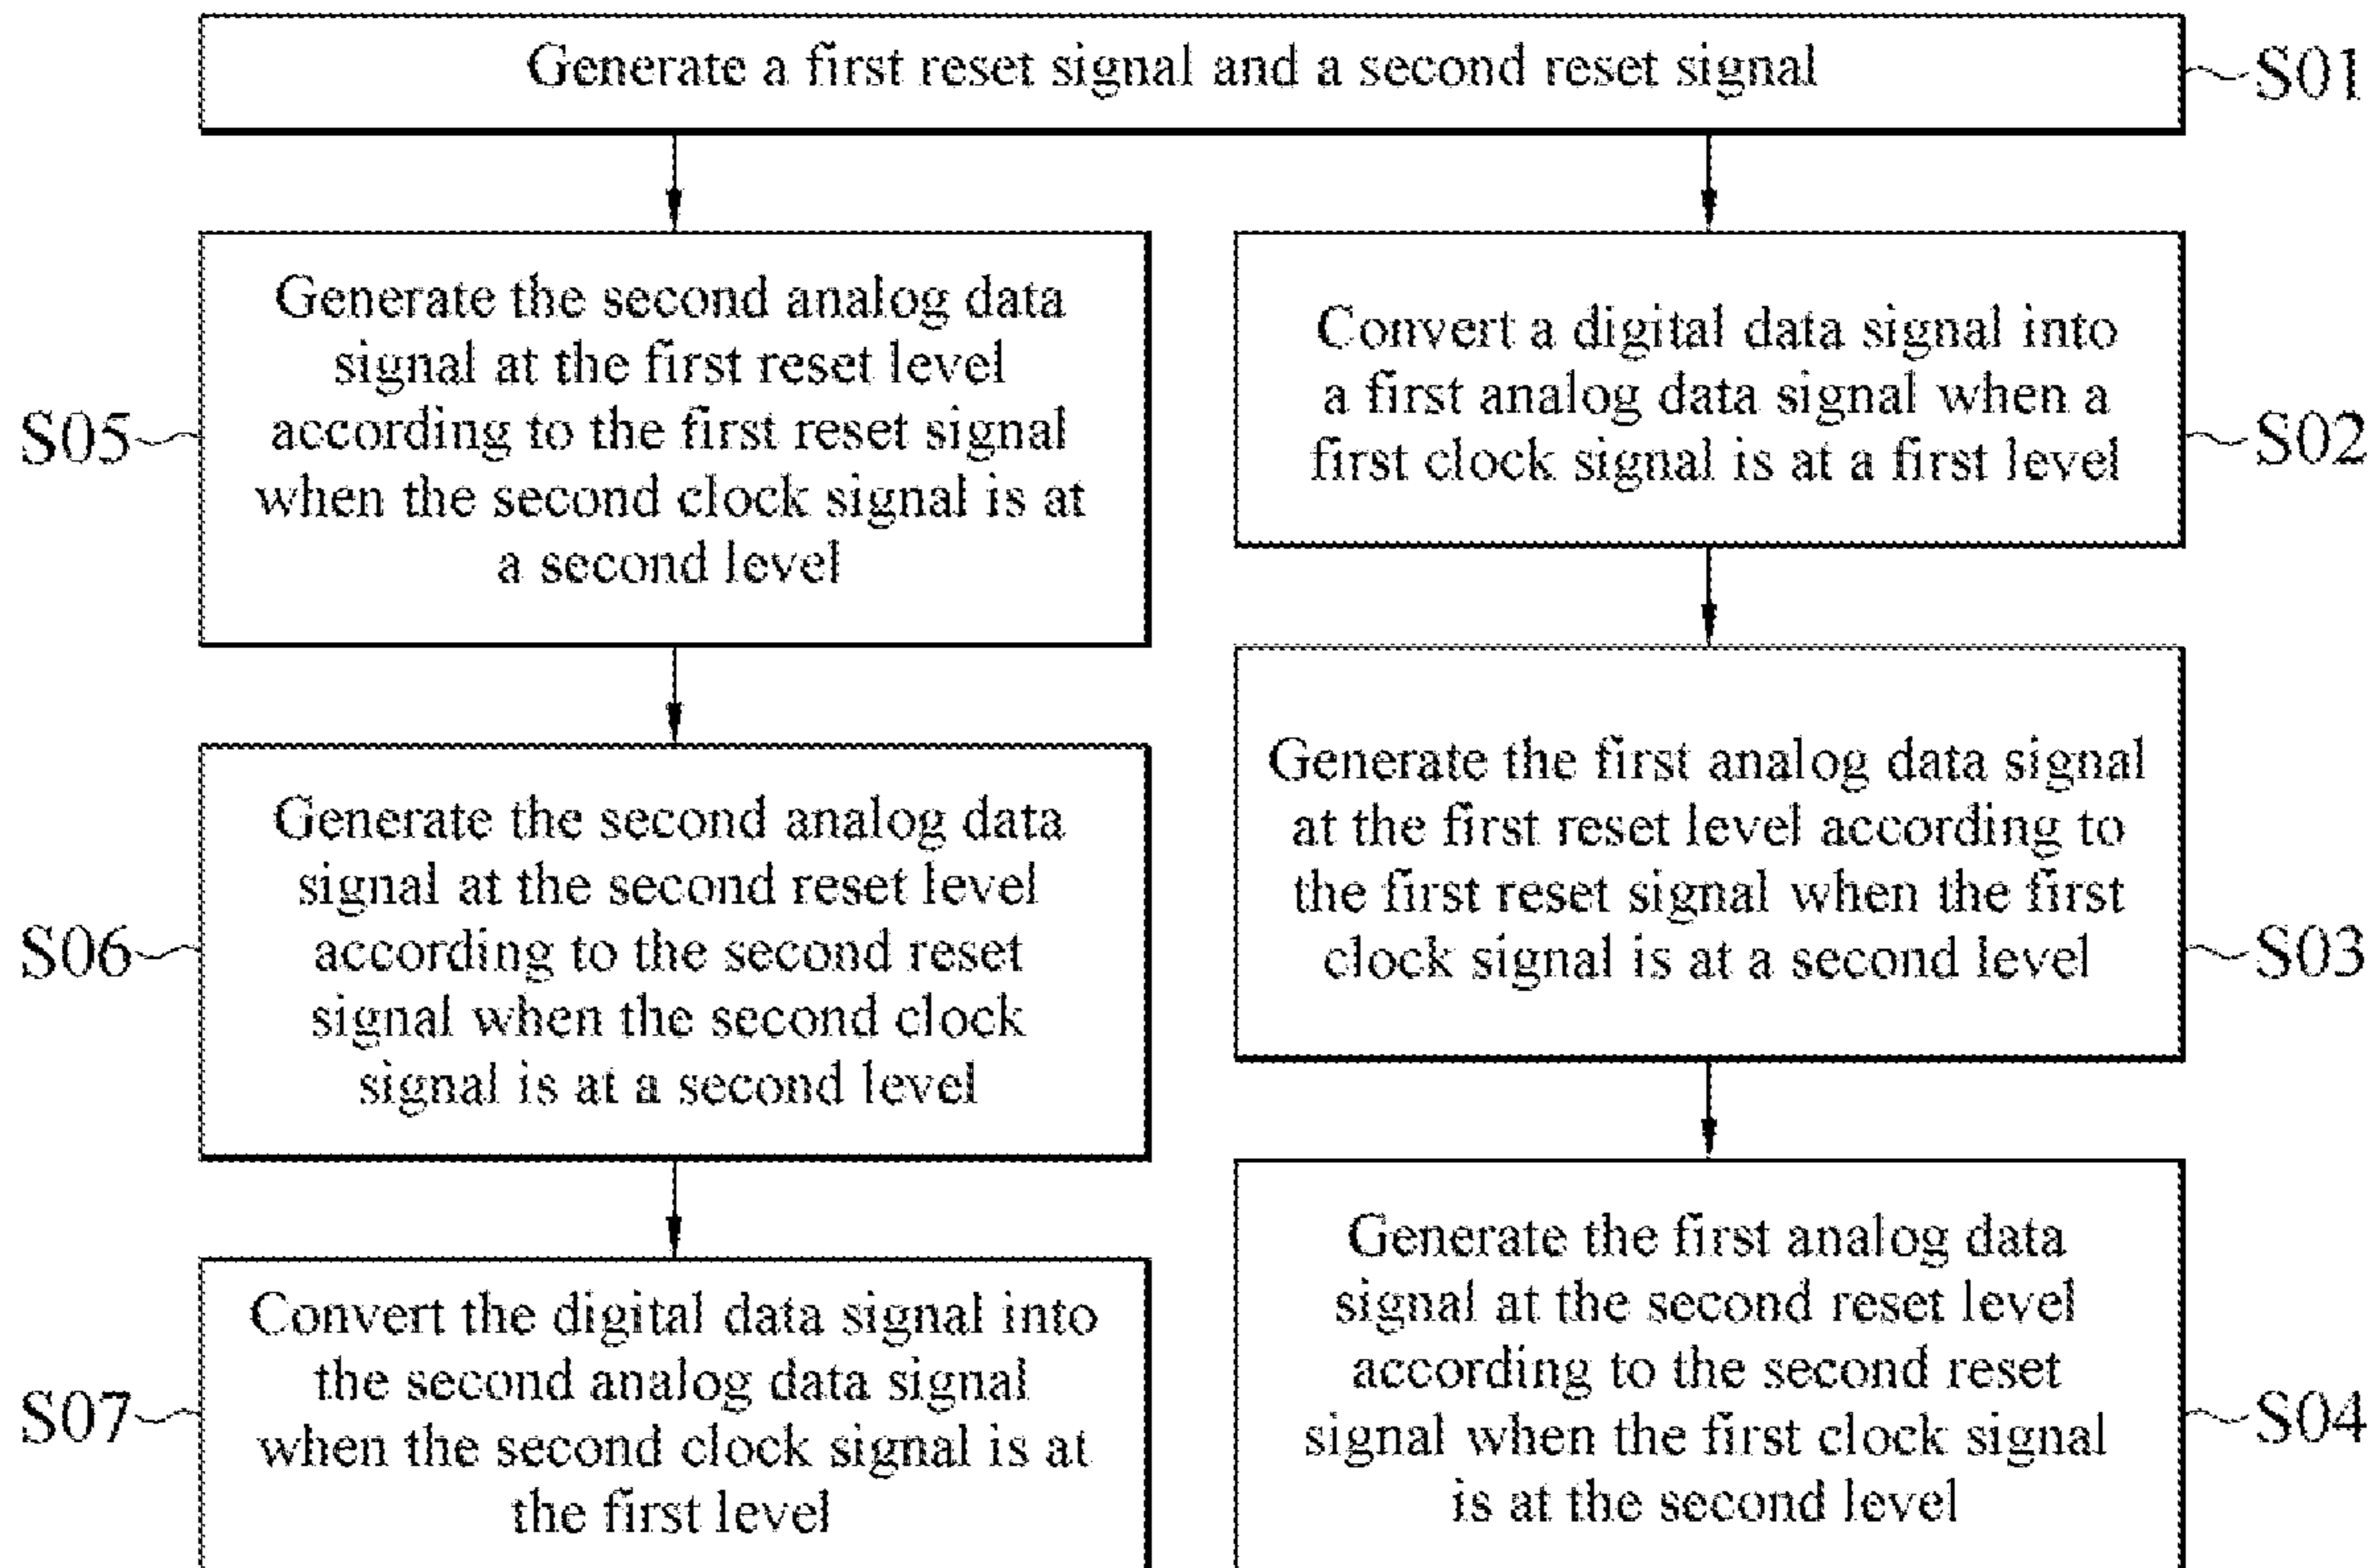 Generate a first reset signal and a second reset signal
S01
Generate the second analog data
signal at the first reset level
according to the first reset signal
when the second clock signal is at
a second level
S05
Convert a digital data signal into
a first analog data signal when a
first clock signal is at a first level
S02
Generate the second analog data
signal at the second reset level
according to the second reset
signal when the second clock
signal is at a second level
S06
Generate the first analog data signal
at the first reset level according to
the first reset signal when the first
clock signal is at a second level
S03
Convert the digital data signal into
the second analog data signal
when the second clock signal is at
the first level
S07
Generate the first analog data
signal at the second reset level
according to the second reset
signal when the first clock signal
is at the second level
S04